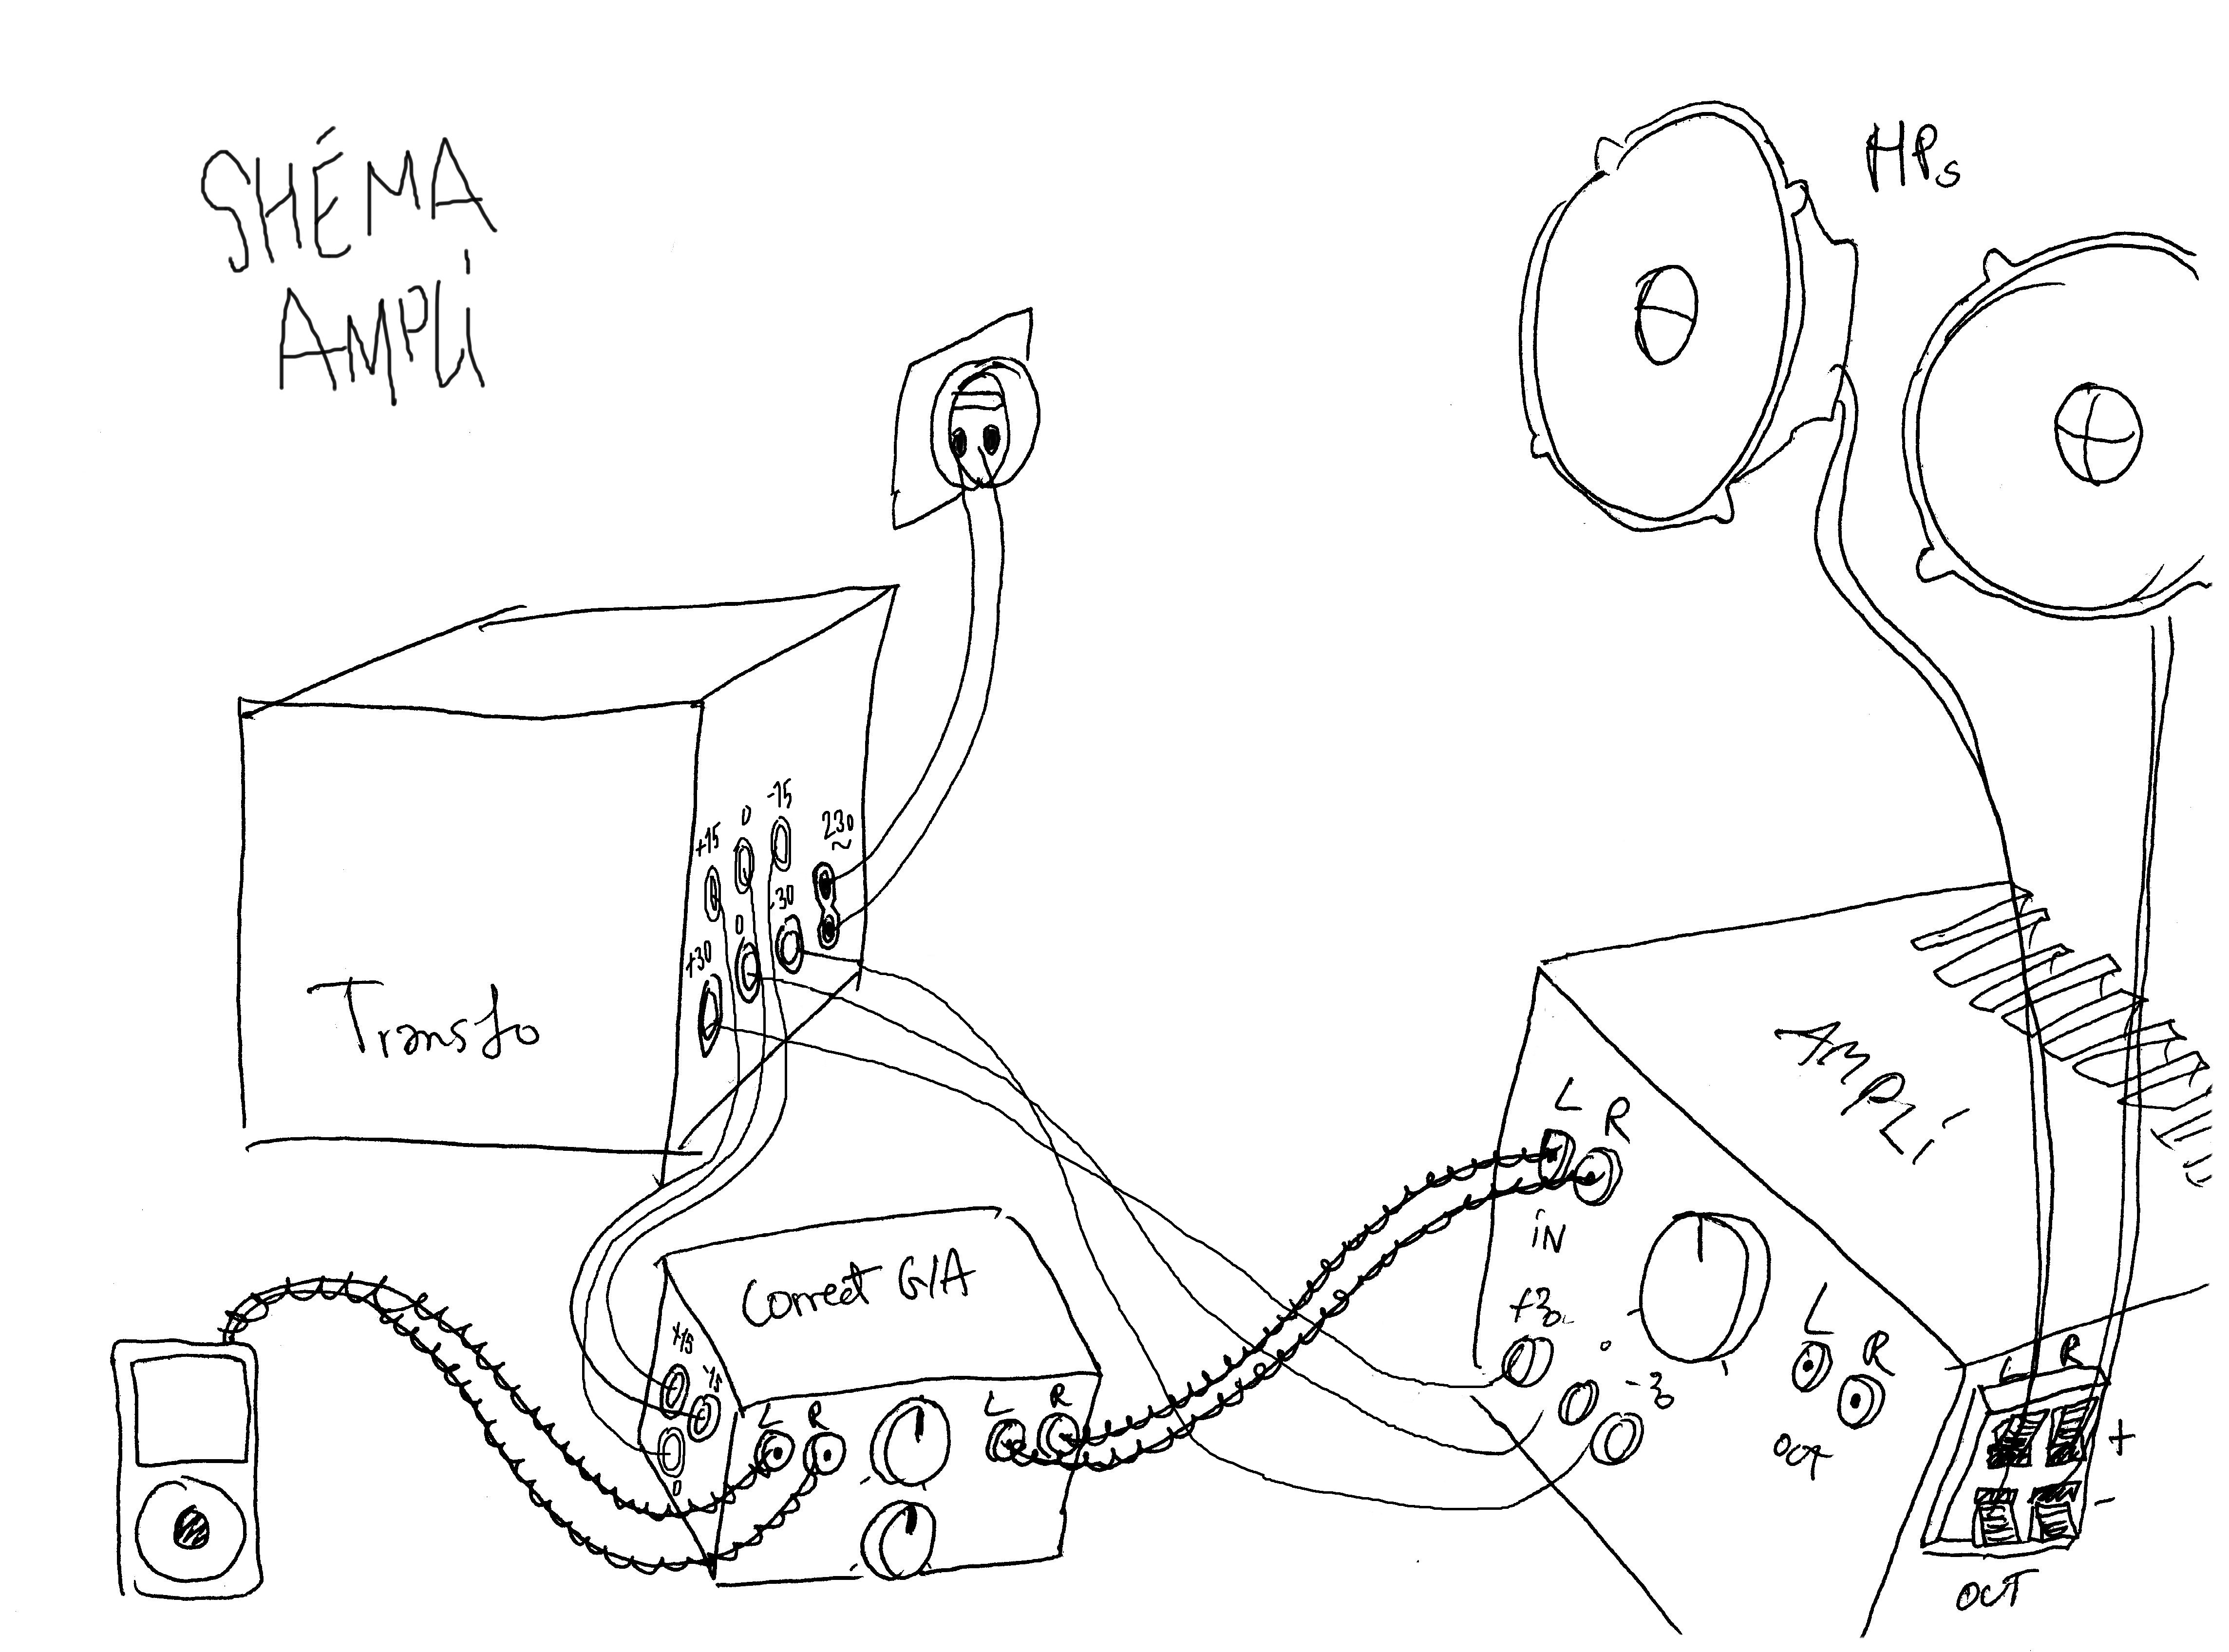 SHÉMA
AMPLI
HPs
-15
0
+15
230
~
-30
0
+30
Transfo
AMPLI
L
R
iN
+30
0
-30
L
R
OUT
L
R
+
-
OUT
Correct G/A
+15
-15
0
L
R
L
R